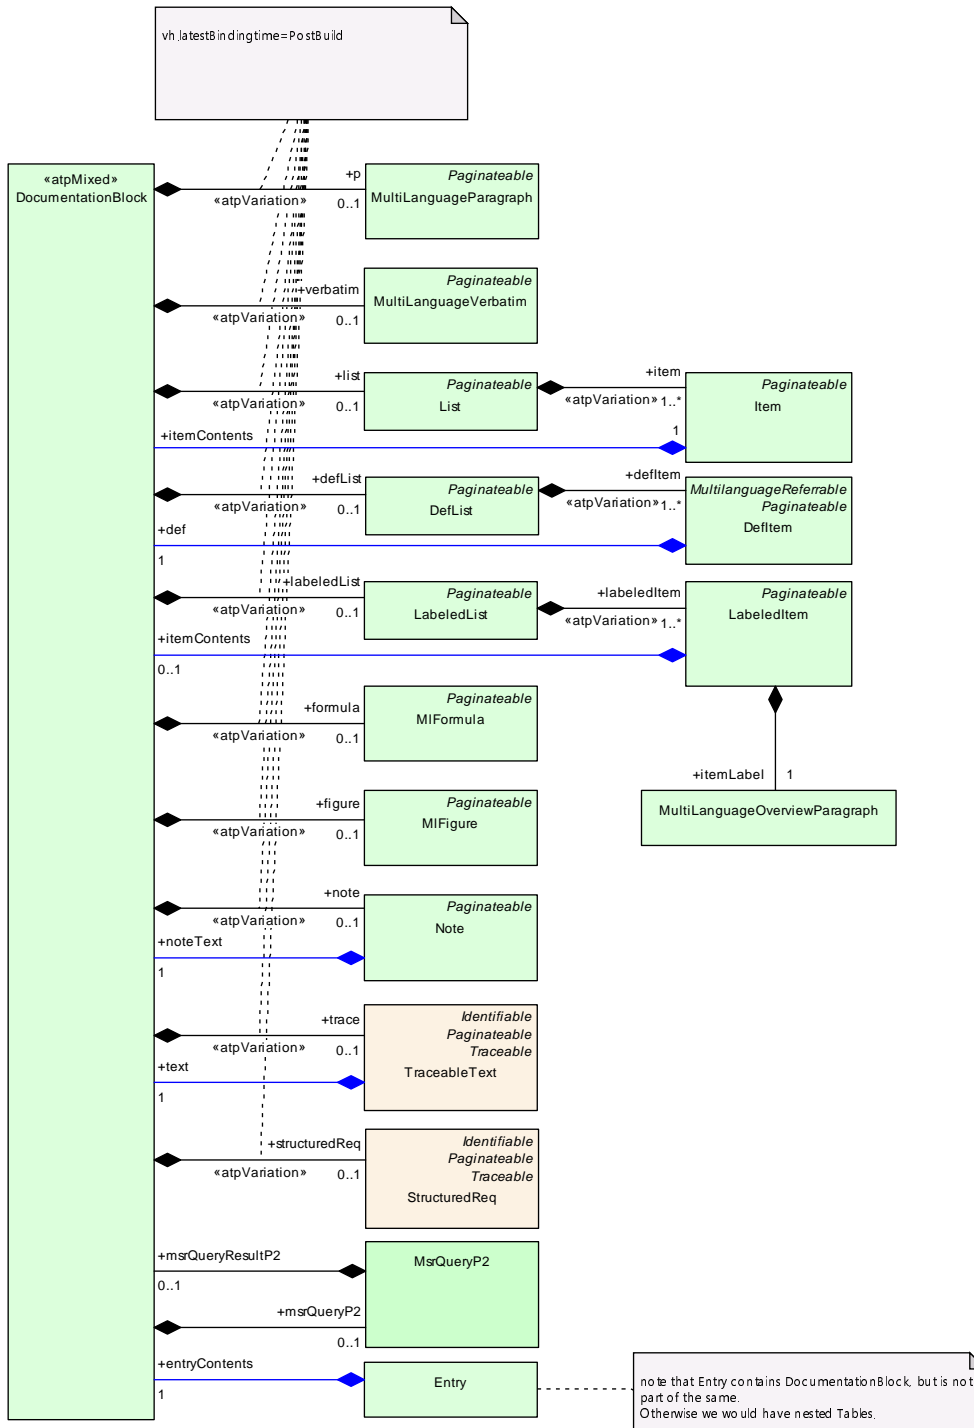 vh.latestBindingtime=PostBuild
«atpMixed»
DocumentationBlock
+p
«atpVariation»
0..1
Paginateable
MultiLanguageParagraph
+verbatim
«atpVariation»
0..1
Paginateable
MultiLanguageVerbatim
+list
«atpVariation»
0..1
Paginateable
List
+item
«atpVariation»
1..*
Paginateable
Item
+itemContents
1
+defList
«atpVariation»
0..1
Paginateable
DefList
+defItem
«atpVariation»
1..*
MultilanguageReferrable
Paginateable
DefItem
+def
1
+labeledList
«atpVariation»
0..1
Paginateable
LabeledList
+labeledItem
«atpVariation»
1..*
Paginateable
LabeledItem
+itemContents
0..1
+formula
«atpVariation»
0..1
Paginateable
MlFormula
+itemLabel
1
MultiLanguageOverviewParagraph
+figure
«atpVariation»
0..1
Paginateable
MlFigure
+note
«atpVariation»
0..1
Paginateable
Note
+noteText
1
+trace
«atpVariation»
0..1
Identifiable
Paginateable
Traceable
TraceableText
+text
1
+structuredReq
«atpVariation»
0..1
Identifiable
Paginateable
Traceable
StructuredReq
+msrQueryResultP2
0..1
MsrQueryP2
+msrQueryP2
0..1
+entryContents
1
Entry
note that Entry contains DocumentationBlock, but is not
part of the same.
Otherwise we would have nested Tables.